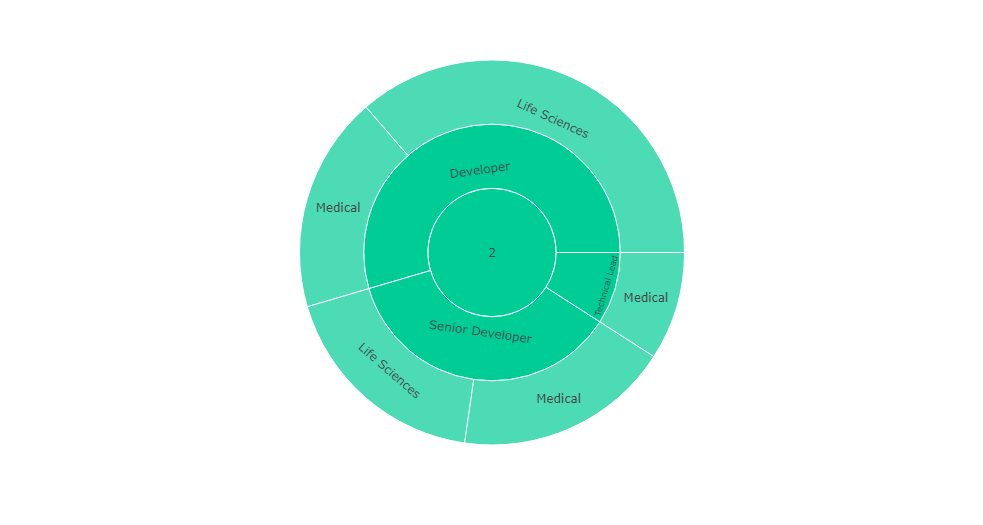 Life Sciences
Developer
Medical
2
Technical Lead
Medical
Senior Developer
Life Sciences
Medical